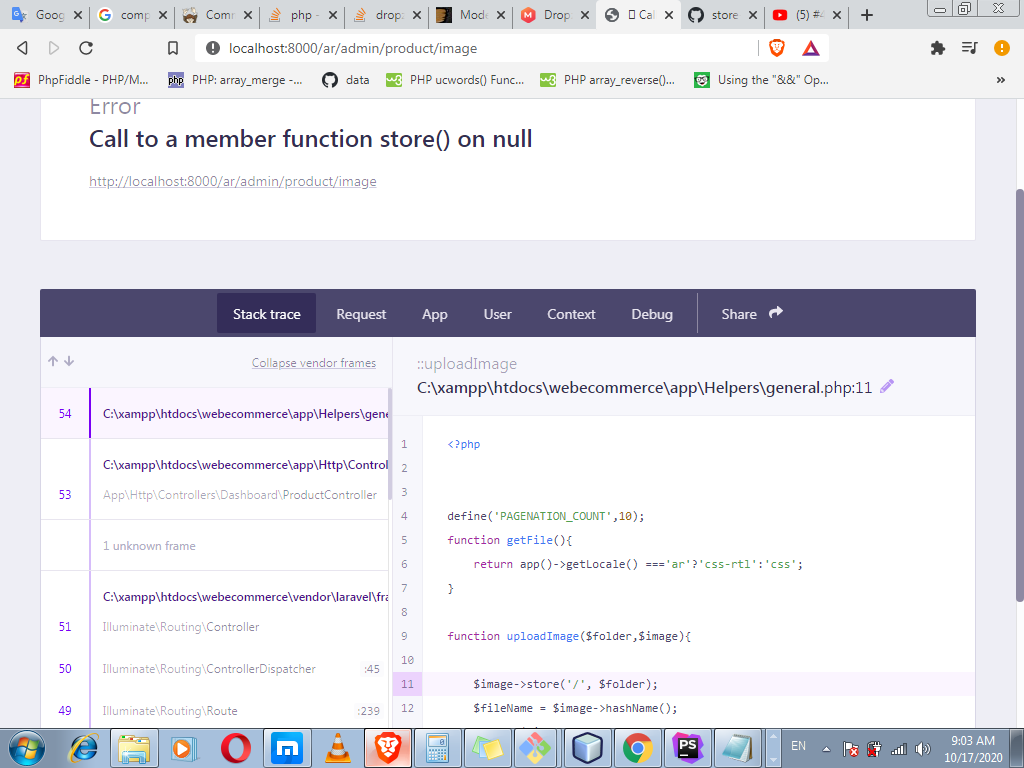 Goog
comp
Comm
php -
dropz
Mode
Drop
Cal
store
(5) #4
localhost:8000/ar/admin/product/image
PhpFiddle - PHP/M...
PHP: array_merge -...
data
PHP ucwords() Func...
PHP array_reverse()...
Using the "&&" Op...
»
Error
Call to a member function store() on null
http://localhost:8000/ar/admin/product/image
Stack trace
Request
App
User
Context
Debug
Share
Collapse vendor frames
::uploadImage
C:\xampp\htdocs\webecommerce\app\Helpers\general.php:11
54 C:\xampp\htdocs\webecommerce\app\Helpers\gene
C:\xampp\htdocs\webecommerce\app\Http\Control
53 App\Http\Controllers\Dashboard\ProductController
1 unknown frame
C:\xampp\htdocs\webecommerce\vendor\laravel\fra
51 Illuminate\Routing\Controller
50 Illuminate\Routing\ControllerDispatcher :45
49 Illuminate\Routing\Route :239
1 <?php
2
3
4 define('PAGENATION_COUNT',10);
5 function getFile(){
6 return app()->getLocale() ==='ar'?'css-rtl':'css';
7 }
8
9 function uploadImage($folder,$image){
10
11 $image->store('/', $folder);
12 $fileName = $image->hashName();
EN
9:03 AM
10/17/2020